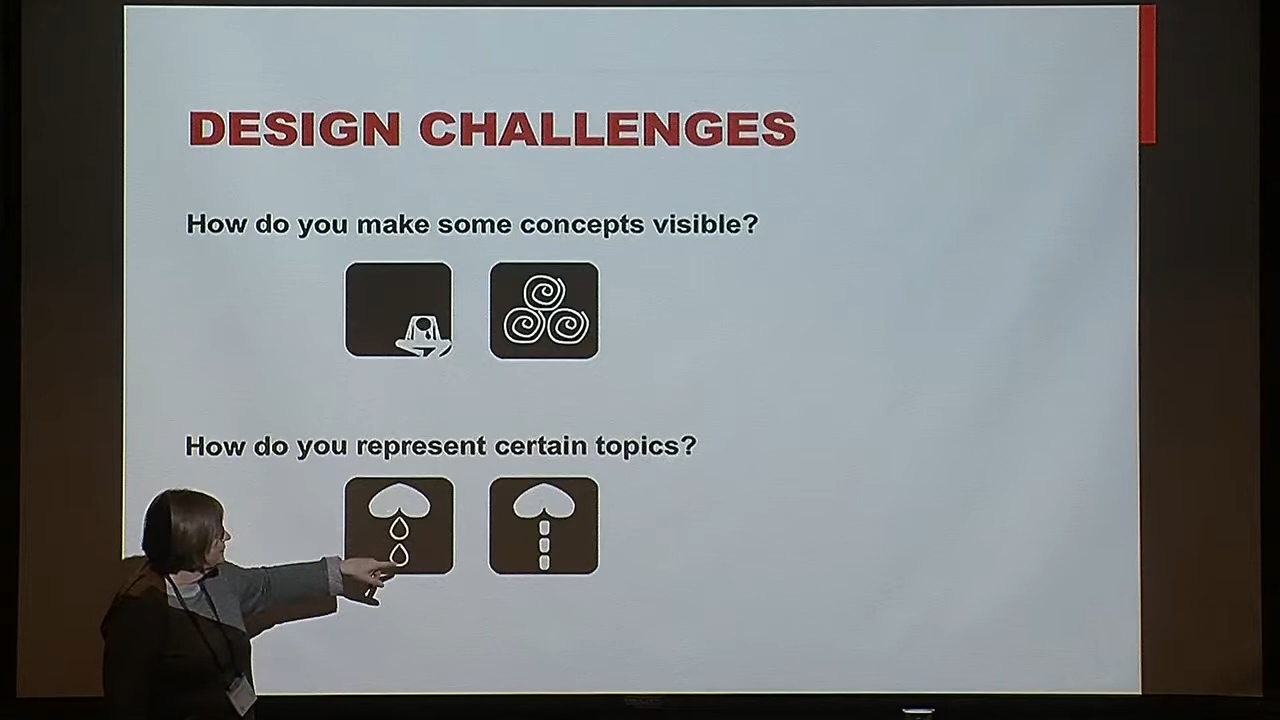 DESIGN CHALLENGES
How do you make some concepts visible?
How do you represent certain topics?